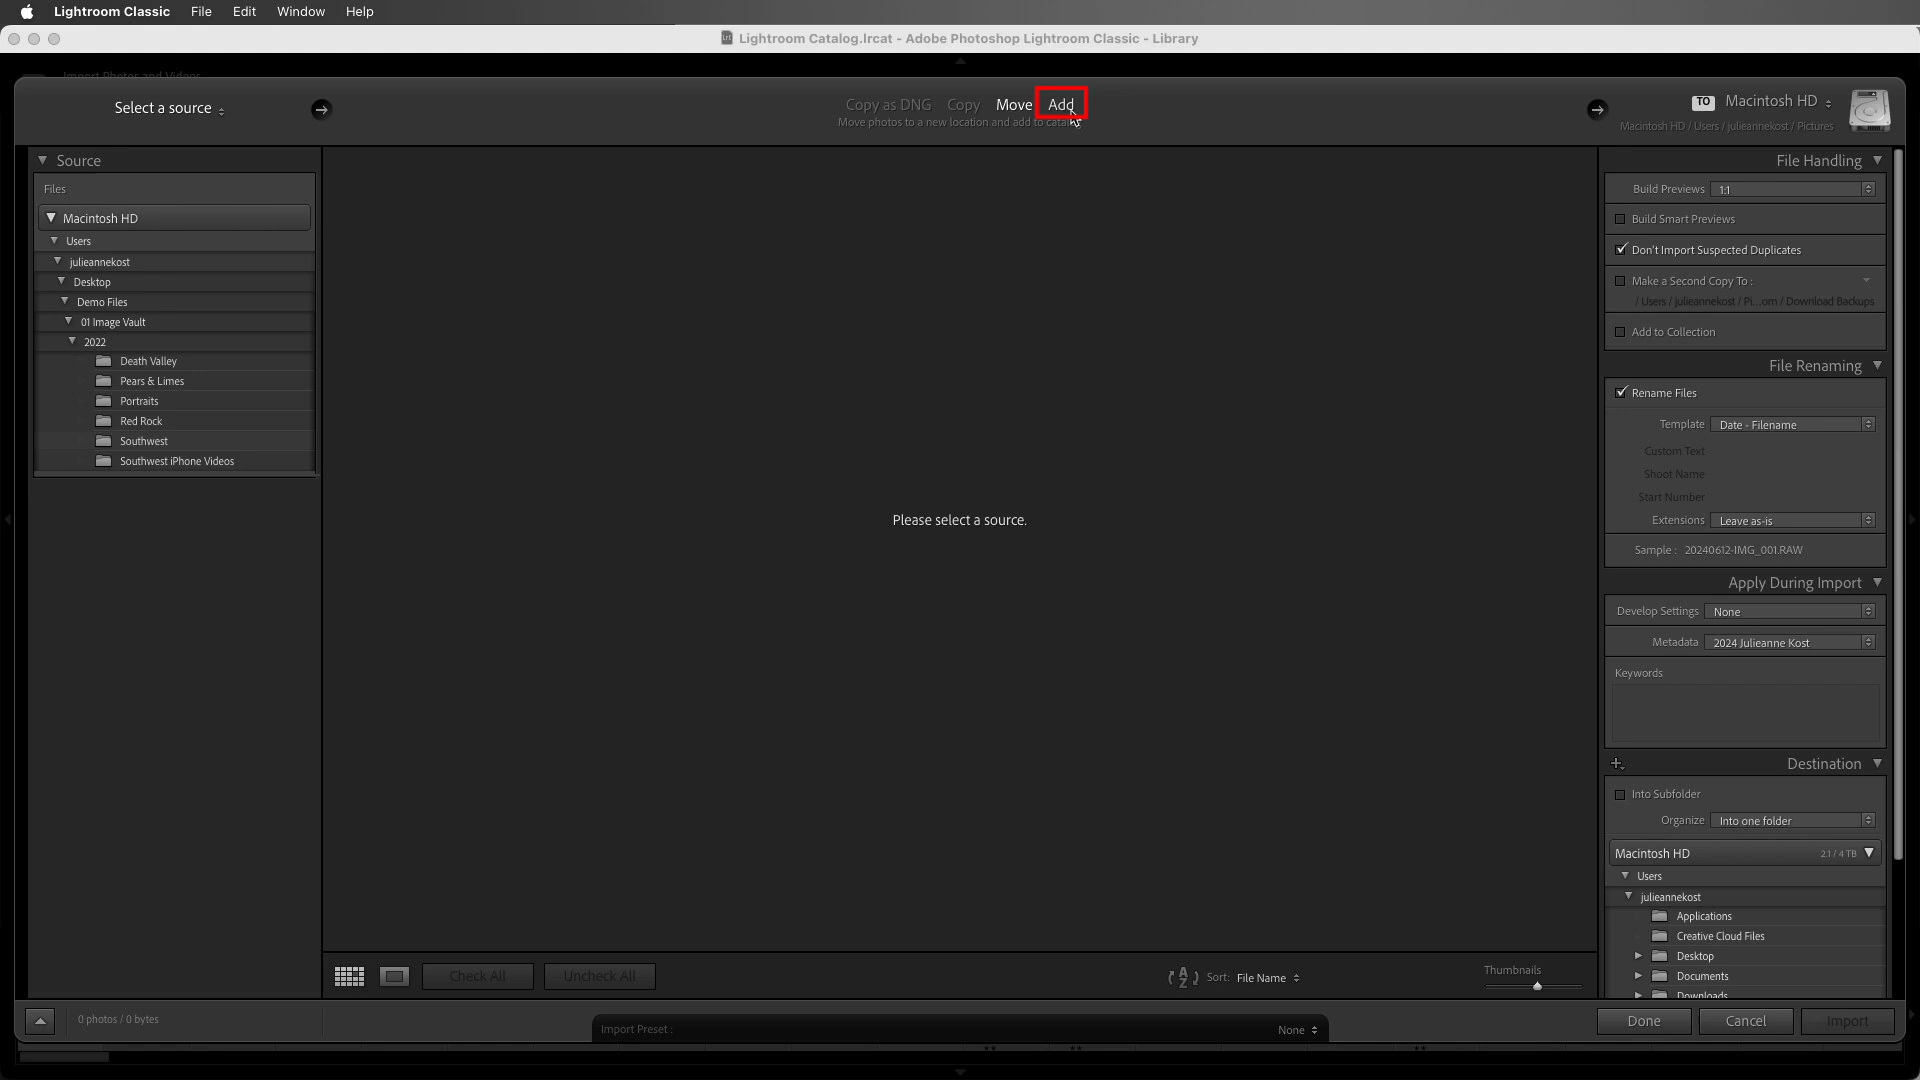 Lightroom Classic File Edit Window Help
Lightroom Catalog.lrcat - Adobe Photoshop Lightroom Classic - Library
Import Photos and Videos
Select a source
Copy as DNG Copy Move Add
Move photos to a new location and add to
TO Macintosh HD
Macintosh HD / Users / julieannekost / Pictures
Source
Files
Macintosh HD
Users
julieannekost
Desktop
Demo Files
01 Image Vault
2022
Death Valley
Pears & Limes
Portraits
Red Rock
Southwest
Southwest iPhone Videos
Please select a source.
File Handling
Build Previews 1:1
Build Smart Previews
Don't Import Suspected Duplicates
Make a Second Copy To :
/ Users / julieannekost / Pi...om / Download Backups
Add to Collection
File Renaming
Rename Files
Template Date - Filename
Custom Text
Shoot Name
Start Number
Extensions Leave as-is
Sample : 20240612-IMG_001.RAW
Apply During Import
Develop Settings None
Metadata 2024 Julieanne Kost
Keywords
Destination
Into Subfolder
Organize Into one folder
Macintosh HD 2.1 / 4 TB
Users
julieannekost
Applications
Creative Cloud Files
Desktop
Documents
Downloads
Check All Uncheck All
A
Z
Sort: File Name
Thumbnails
0 photos / 0 bytes
Import Preset : None
Done Cancel Import